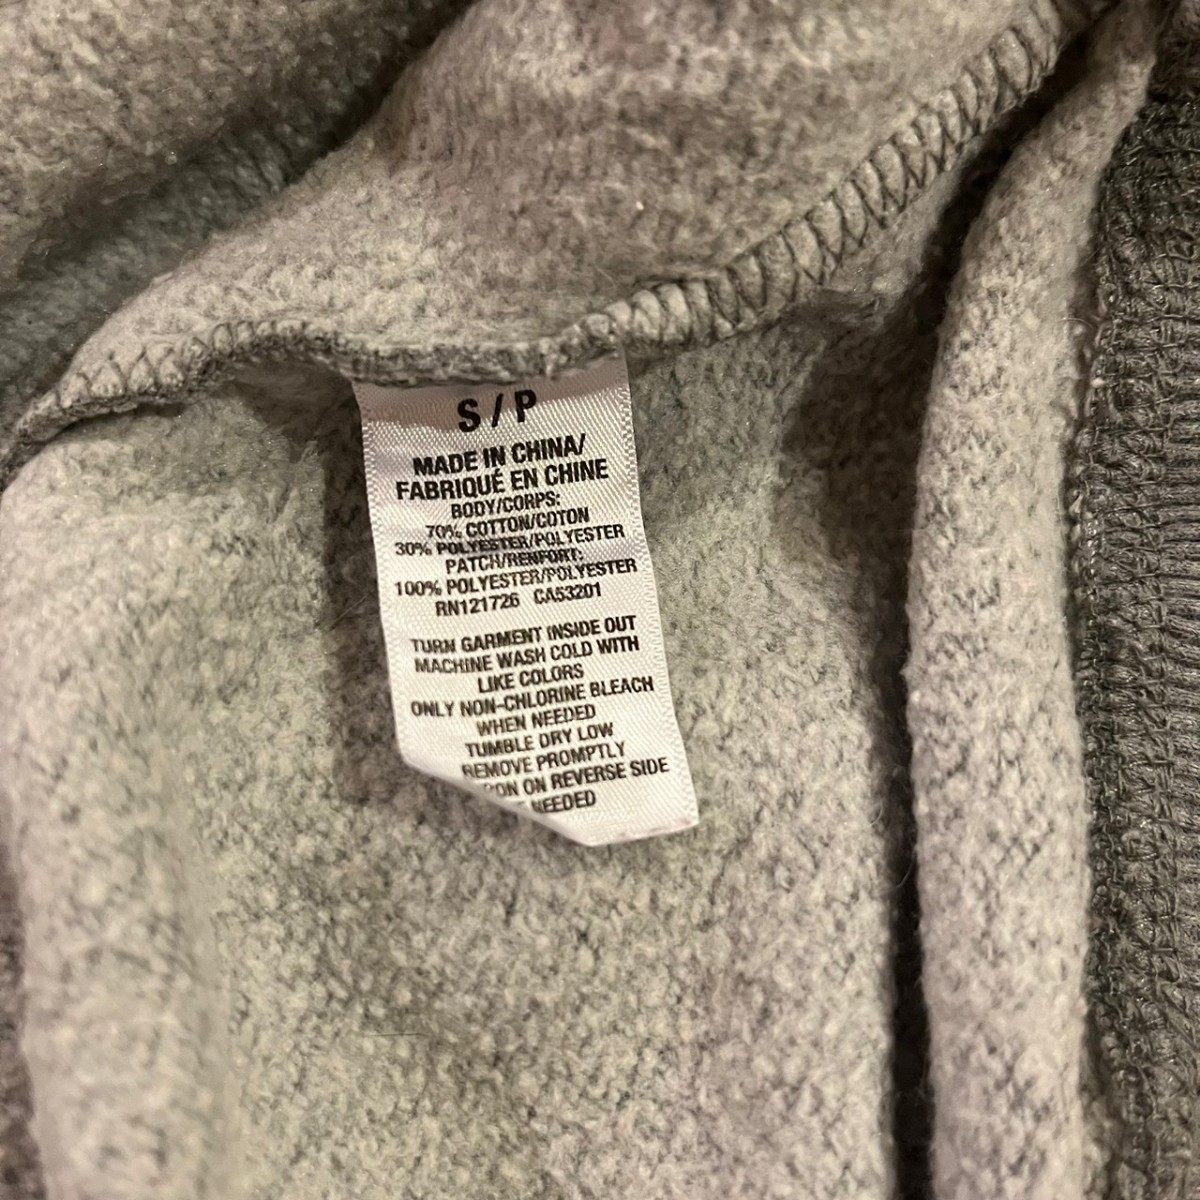 S / P
MADE IN CHINA/
FABRIQUÉ EN CHINE
BODY/CORPS:
70% COTTON/COTON
30% POLYESTER/POLYESTER
PATCH/RENFORT:
100% POLYESTER/POLYESTER
RN121726 CA53201
TURN GARMENT INSIDE OUT
MACHINE WASH COLD WITH
LIKE COLORS
ONLY NON-CHLORINE BLEACH
WHEN NEEDED
TUMBLE DRY LOW
REMOVE PROMPTLY
ON REVERSE SIDE
NEEDED